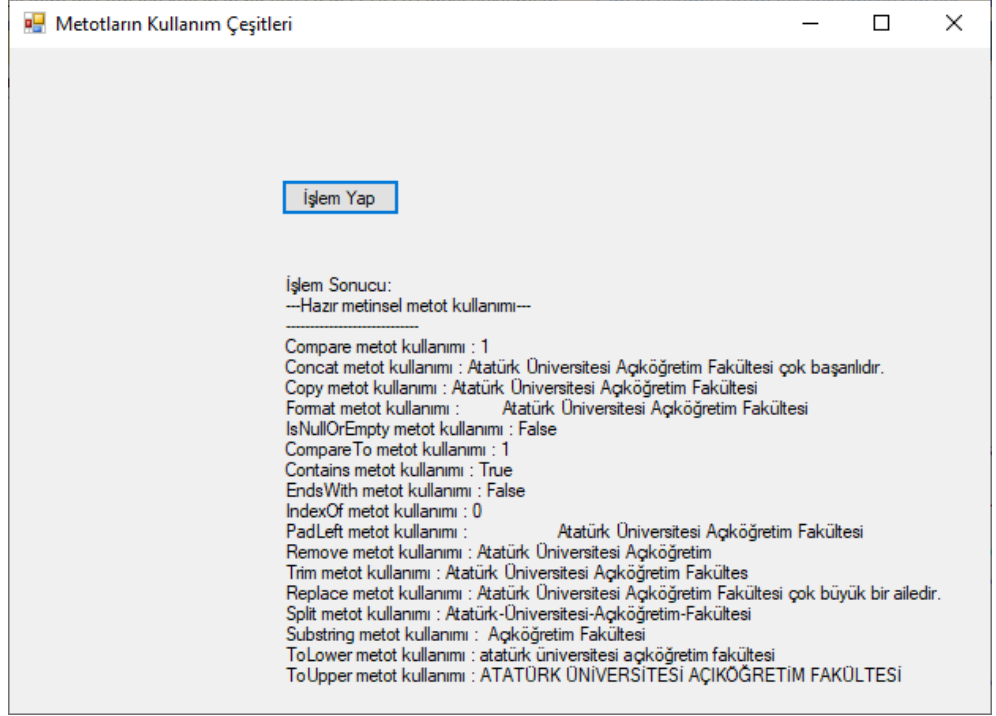 Metotların Kullanım Çeşitleri
İşlem Yap
İşlem Sonucu:
---Hazır metinsel metot kullanımı---
----------------------------
Compare metot kullanımı : 1
Concat metot kullanımı : Atatürk Üniversitesi Açıköğretim Fakültesi çok başarılıdır.
Copy metot kullanımı : Atatürk Üniversitesi Açıköğretim Fakültesi
Format metot kullanımı :       Atatürk Üniversitesi Açıköğretim Fakültesi
IsNullOrEmpty metot kullanımı : False
CompareTo metot kullanımı : 1
Contains metot kullanımı : True
EndsWith metot kullanımı : False
IndexOf metot kullanımı : 0
PadLeft metot kullanımı :               Atatürk Üniversitesi Açıköğretim Fakültesi
Remove metot kullanımı : Atatürk Üniversitesi Açıköğretim
Trim metot kullanımı : Atatürk Üniversitesi Açıköğretim Fakültes
Replace metot kullanımı : Atatürk Üniversitesi Açıköğretim Fakültesi çok büyük bir ailedir.
Split metot kullanımı : Atatürk-Üniversitesi-Açıköğretim-Fakültesi
Substring metot kullanımı :  Açıköğretim Fakültesi
ToLower metot kullanımı : atatürk üniversitesi açıköğretim fakültesi
ToUpper metot kullanımı : ATATÜRK ÜNİVERSİTESİ AÇIKÖĞRETİM FAKÜLTESİ